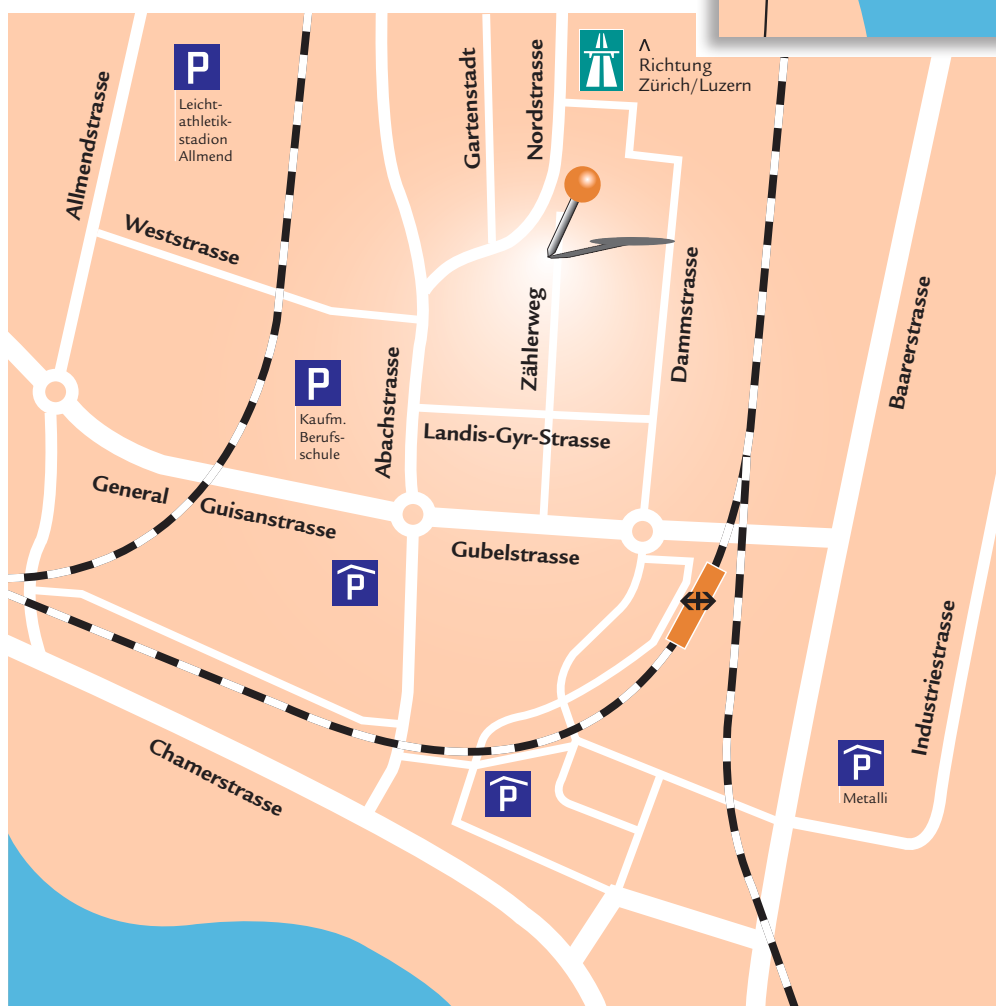 P
Leicht-
athletik-
stadion
Allmend
Allmendstrasse
Weststrasse
Gartenstadt
Nordstrasse
^
Richtung
Zürich/Luzern
Dammstrasse
Zählerweg
Baarerstrasse
P
Kaufm.
Berufs-
schule
Abachstrasse
Landis-Gyr-Strasse
General Guisanstrasse
Gubelstrasse
P
Industriestrasse
Chamerstrasse
P
P
Metalli